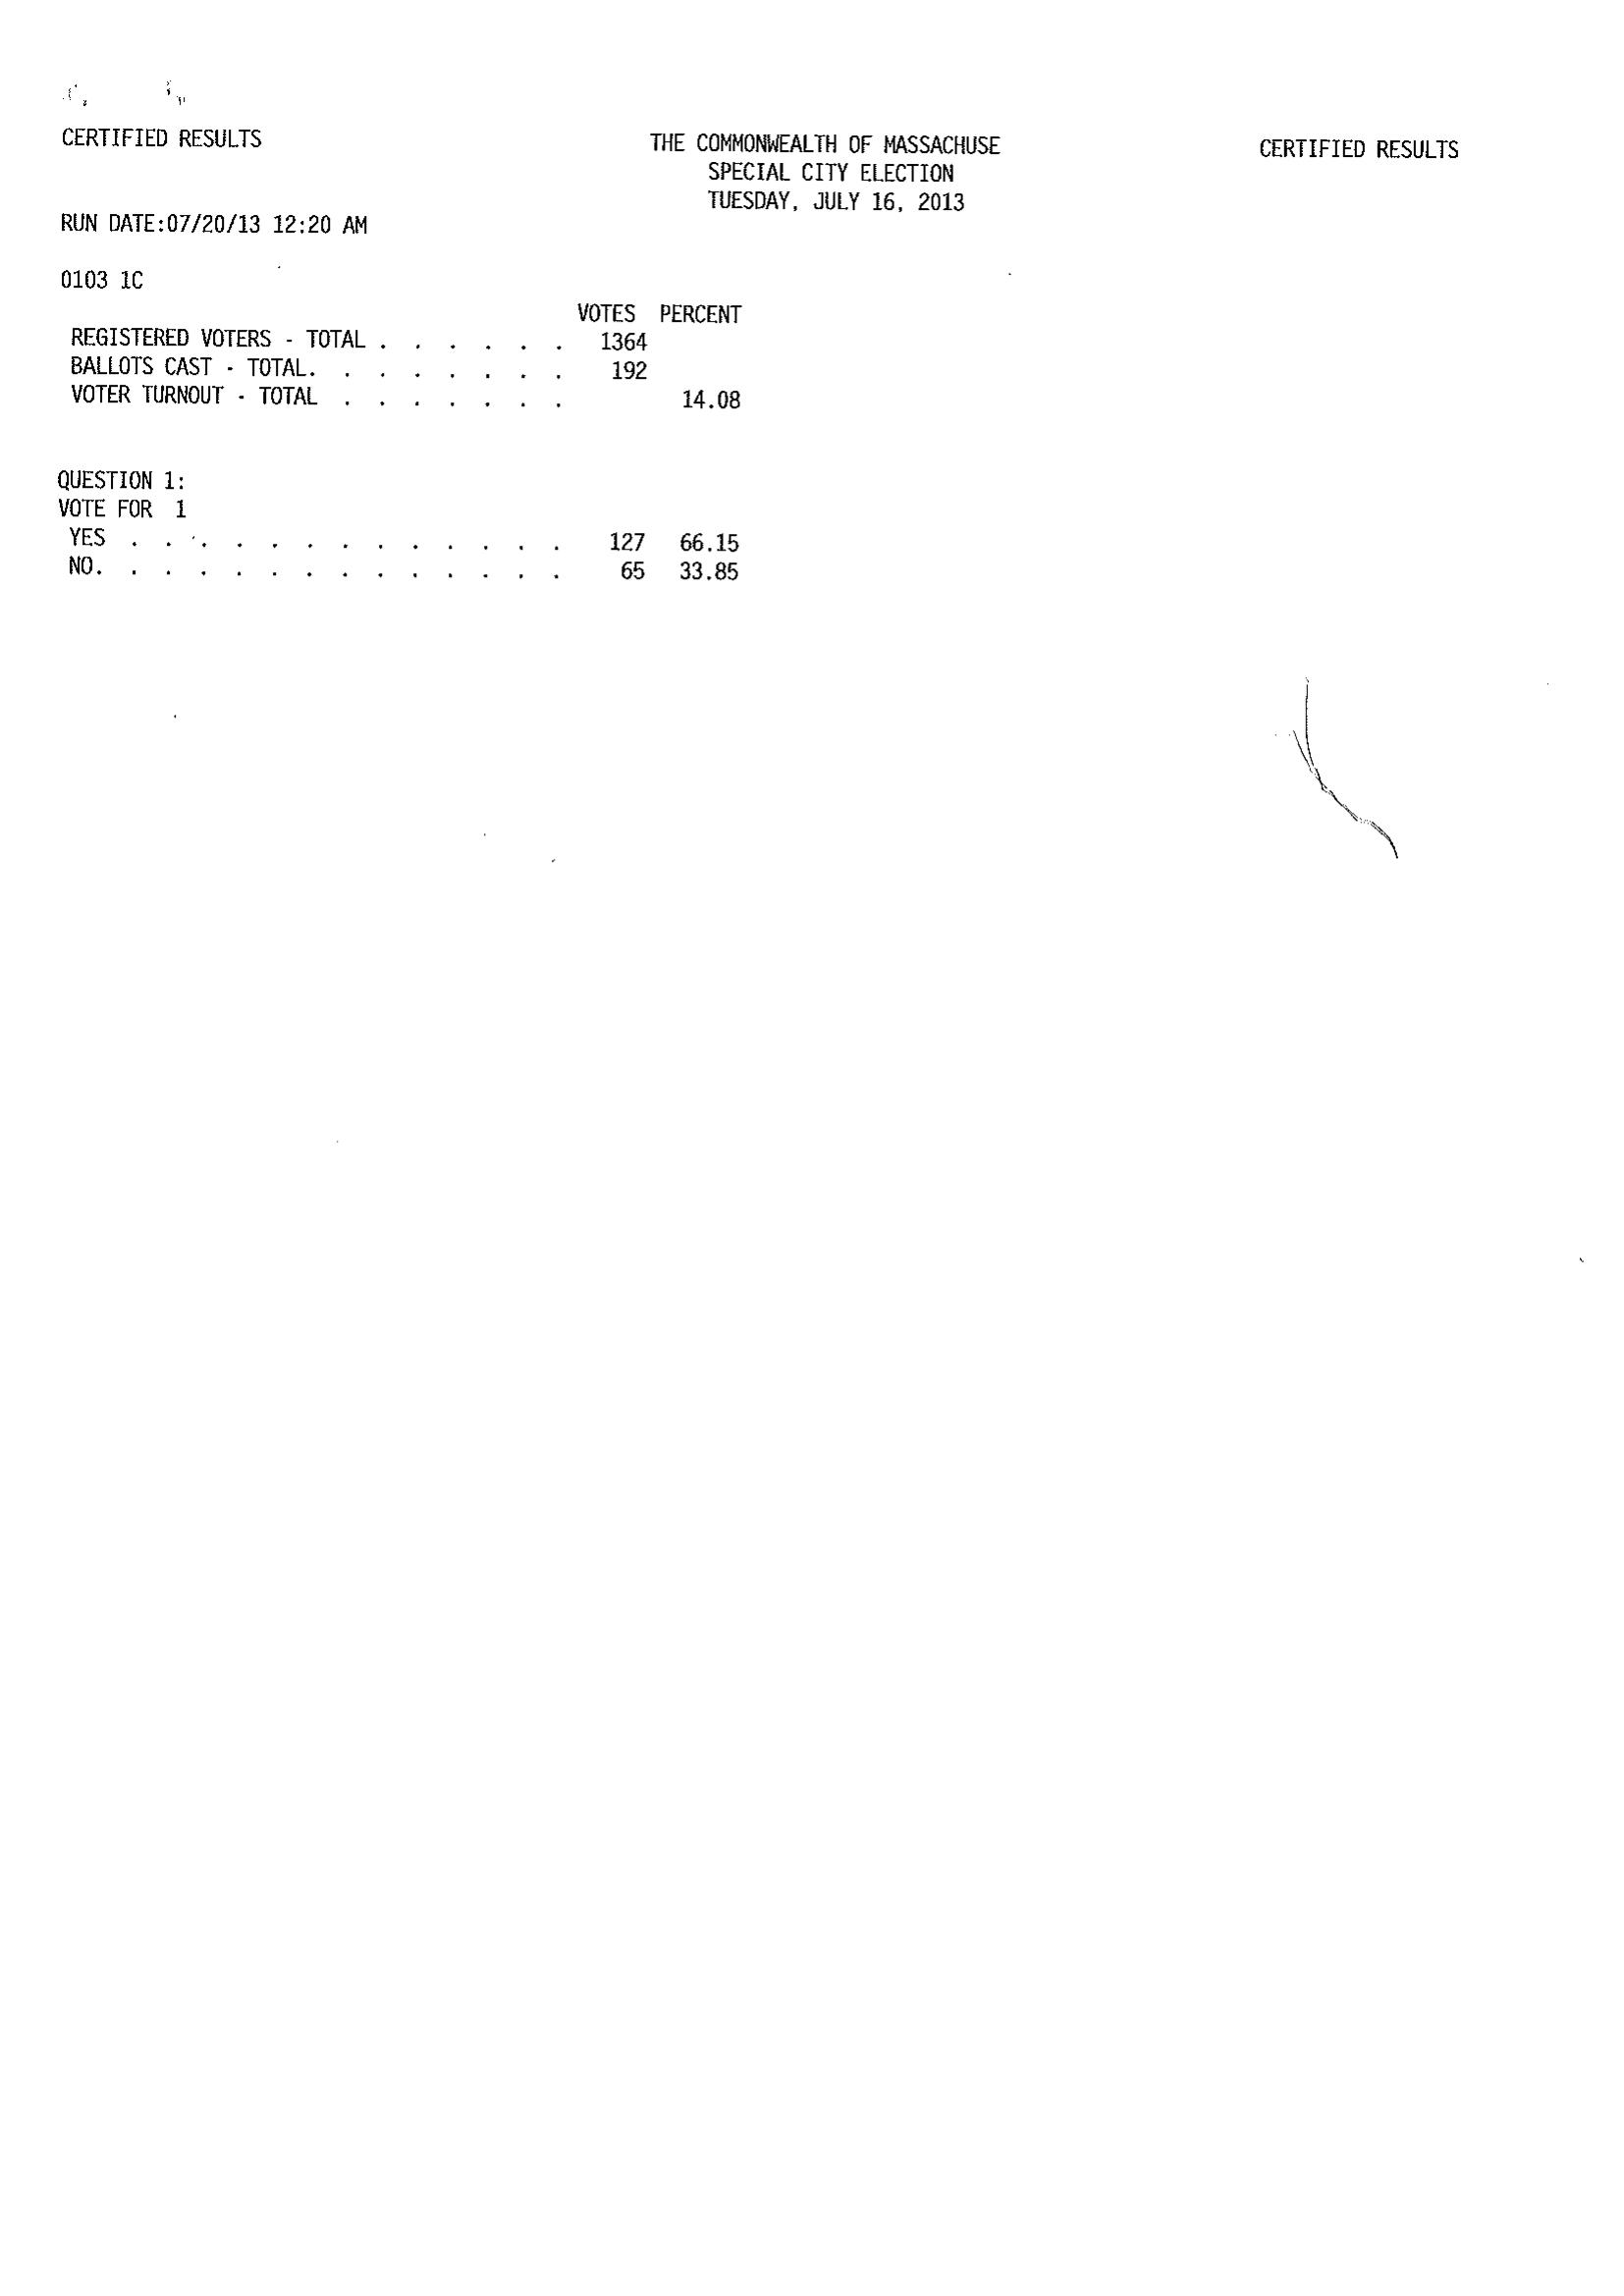 CERTIFIED RESULTS
THE COMMONWEALTH OF MASSACHUSE
CERTIFIED RESULTS
SPECIAL CITY ELECTION
TUESDAY, JULY 16, 2013
RUN DATE:07/20/13 12:20 AM
0103 1C
VOTES PERCENT
REGISTERED VOTERS - TOTAL . . . . . . 1364
BALLOTS CAST - TOTAL. . . . . . . . 192
VOTER TURNOUT - TOTAL . . . . . . . 14.08
QUESTION 1:
VOTE FOR 1
YES . . . . . . . . . . . . . 127 66.15
NO. . . . . . . . . . . . . . 65 33.85